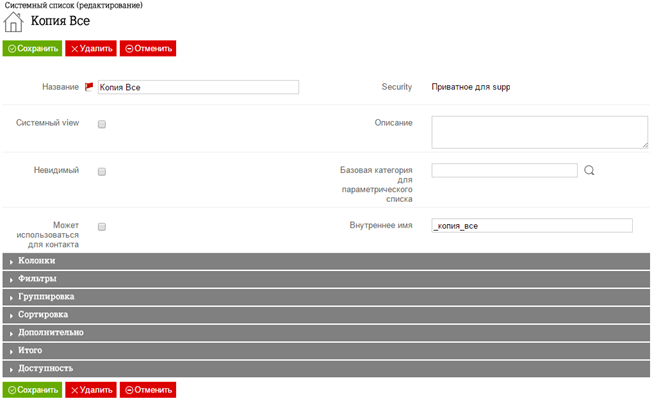 Системный список (редактирование)
Копия Все
Сохранить Удалить Отменить
Название Копия Все Security Приватное для supp
Системный view Описание
Невидимый Базовая категория
для
параметрического
списка
Может Внутреннее имя _копия_все
использоваться
для контакта
Колонки
Фильтры
Группировка
Сортировка
Дополнительно
Итого
Доступность
Сохранить Удалить Отменить